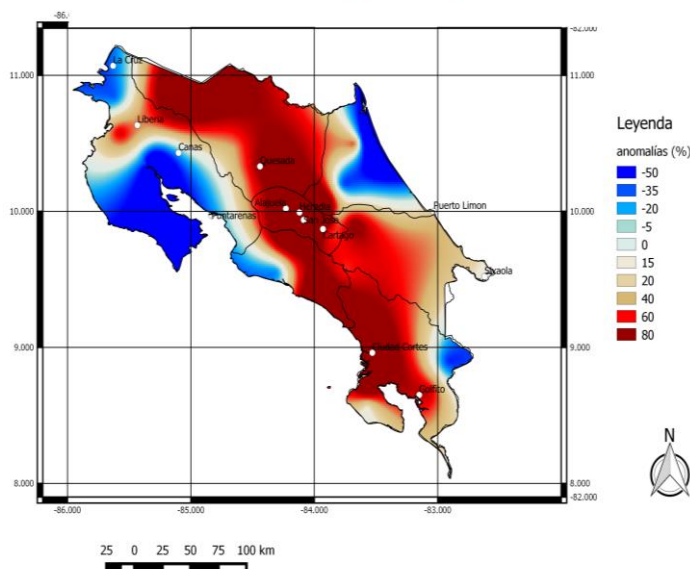 -82.000
11.000
11.000
La Cruz
Liberia
Canas
Quesada
Leyenda
anomalías (%)
-50
-35
-20
-5
0
15
20
40
60
80
10.000
10.000
Alajuela
Heredia
San Jose
Cartago
Puntarenas
Puerto Limon
Sixaola
9.000
9.000
Ciudad Cortes
Golfito
8.000
8.000
-86.000
-85.000
-84.000
-83.000
-82.000
N
25 0 25 50 75 100 km